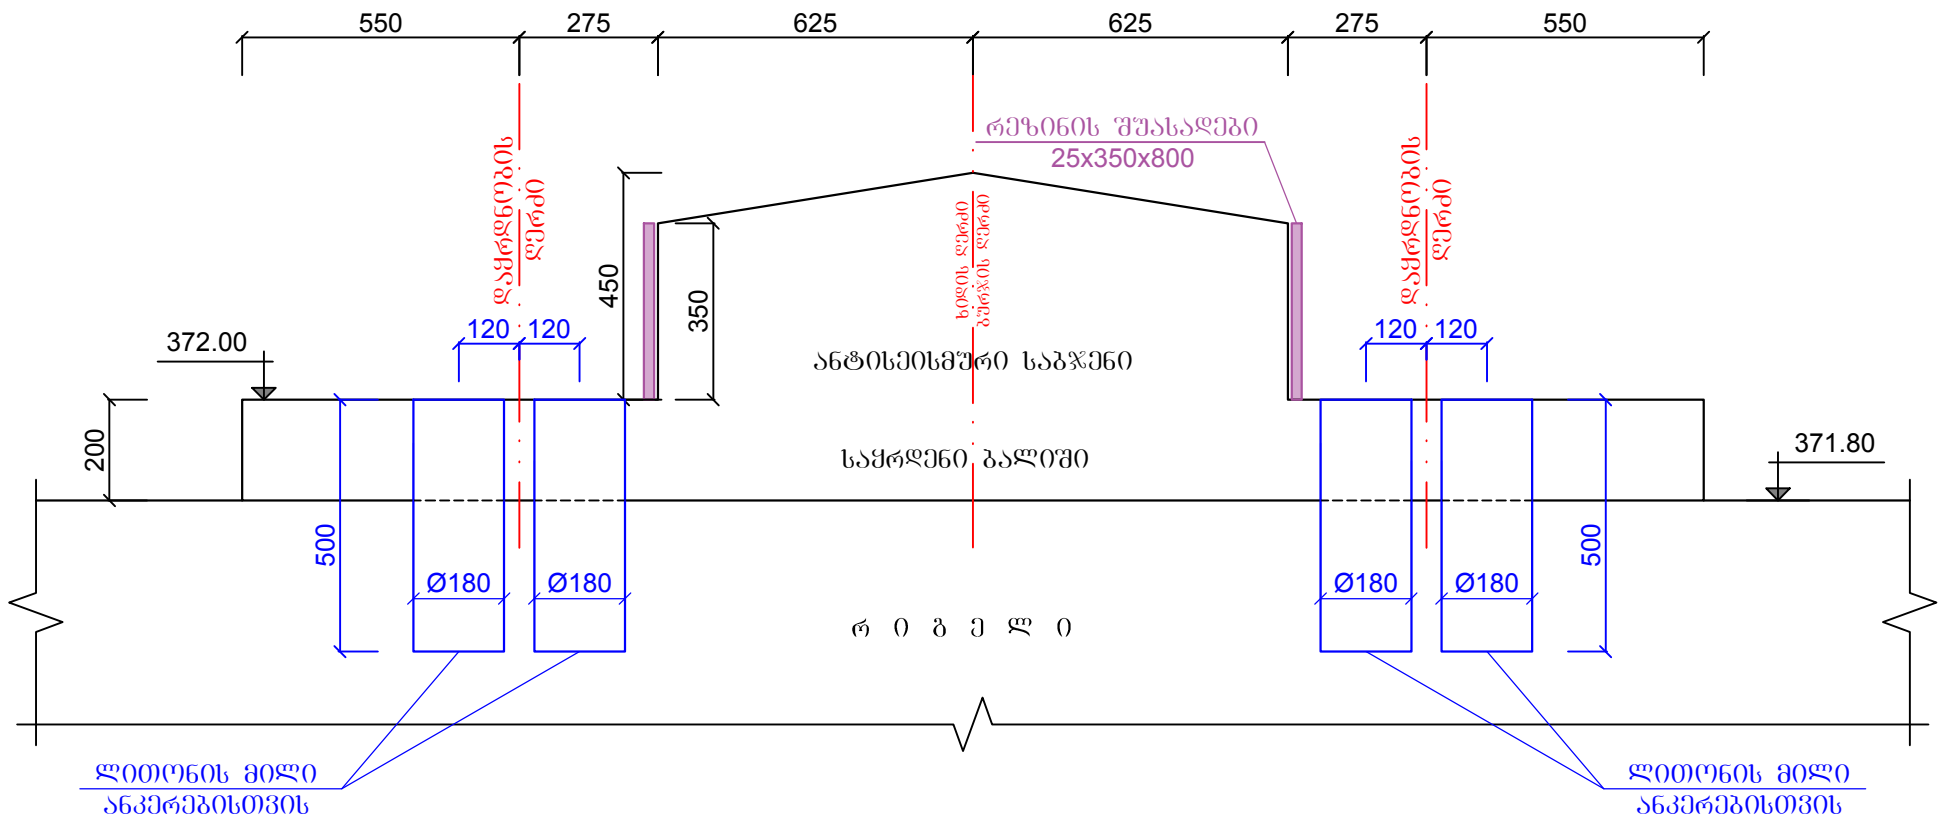 550
275
625
625
275
550
რეზინის შუასადები
25x350x800
დაყრდნობის
ღერძი
ხიდის ღერძი
ბურჯის ღერძი
დაყრდნობის
ღერძი
450
350
120
120
120
120
372.00
ანტისეისმური საბჯენი
200
საყრდენი ბალიში
371.80
500
500
Ø180
Ø180
Ø180
Ø180
რ ი გ ე ლ ი
ლითონის მილი
ანკერებისთვის
ლითონის მილი
ანკერებისთვის